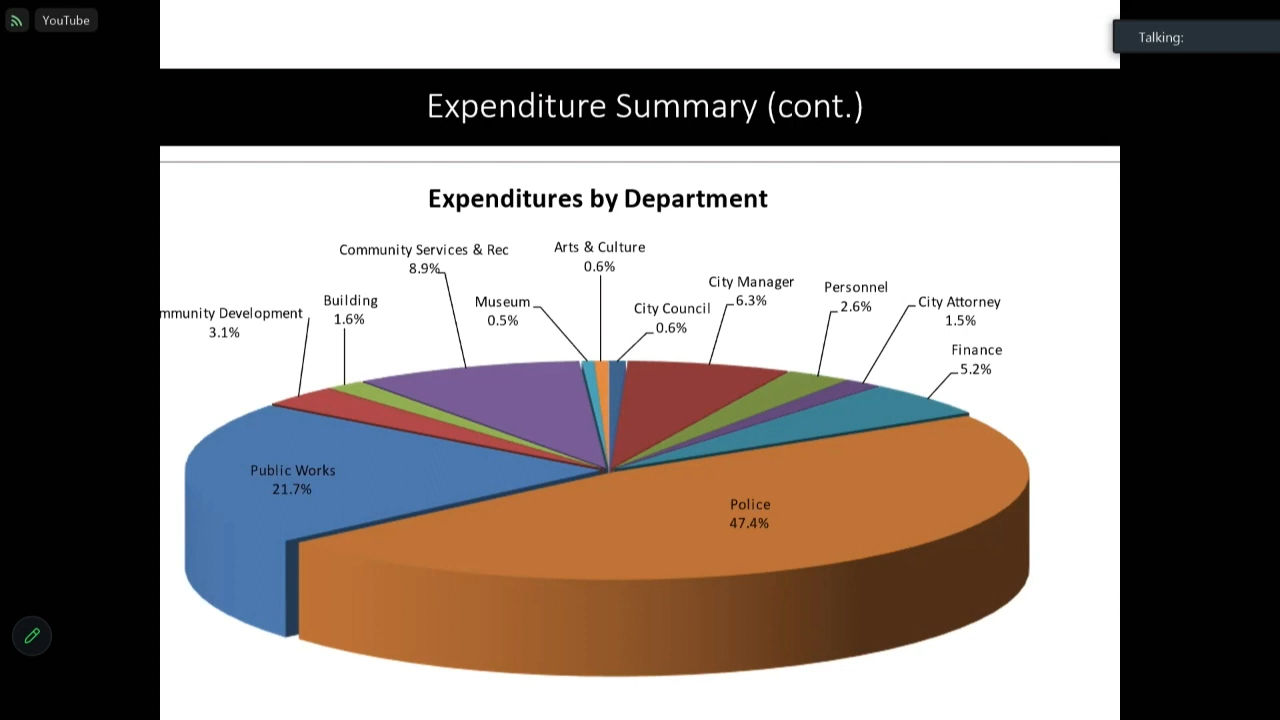 YouTube
Talking:
Expenditure Summary (cont.)
Expenditures by Department
Community Services & Rec
8.9%
Arts & Culture
0.6%
City Manager
6.3%
Personnel
2.6%
City Attorney
1.5%
Building
1.6%
Museum
0.5%
City Council
0.6%
mmunity Development
3.1%
Finance
5.2%
Public Works
21.7%
Police
47.4%